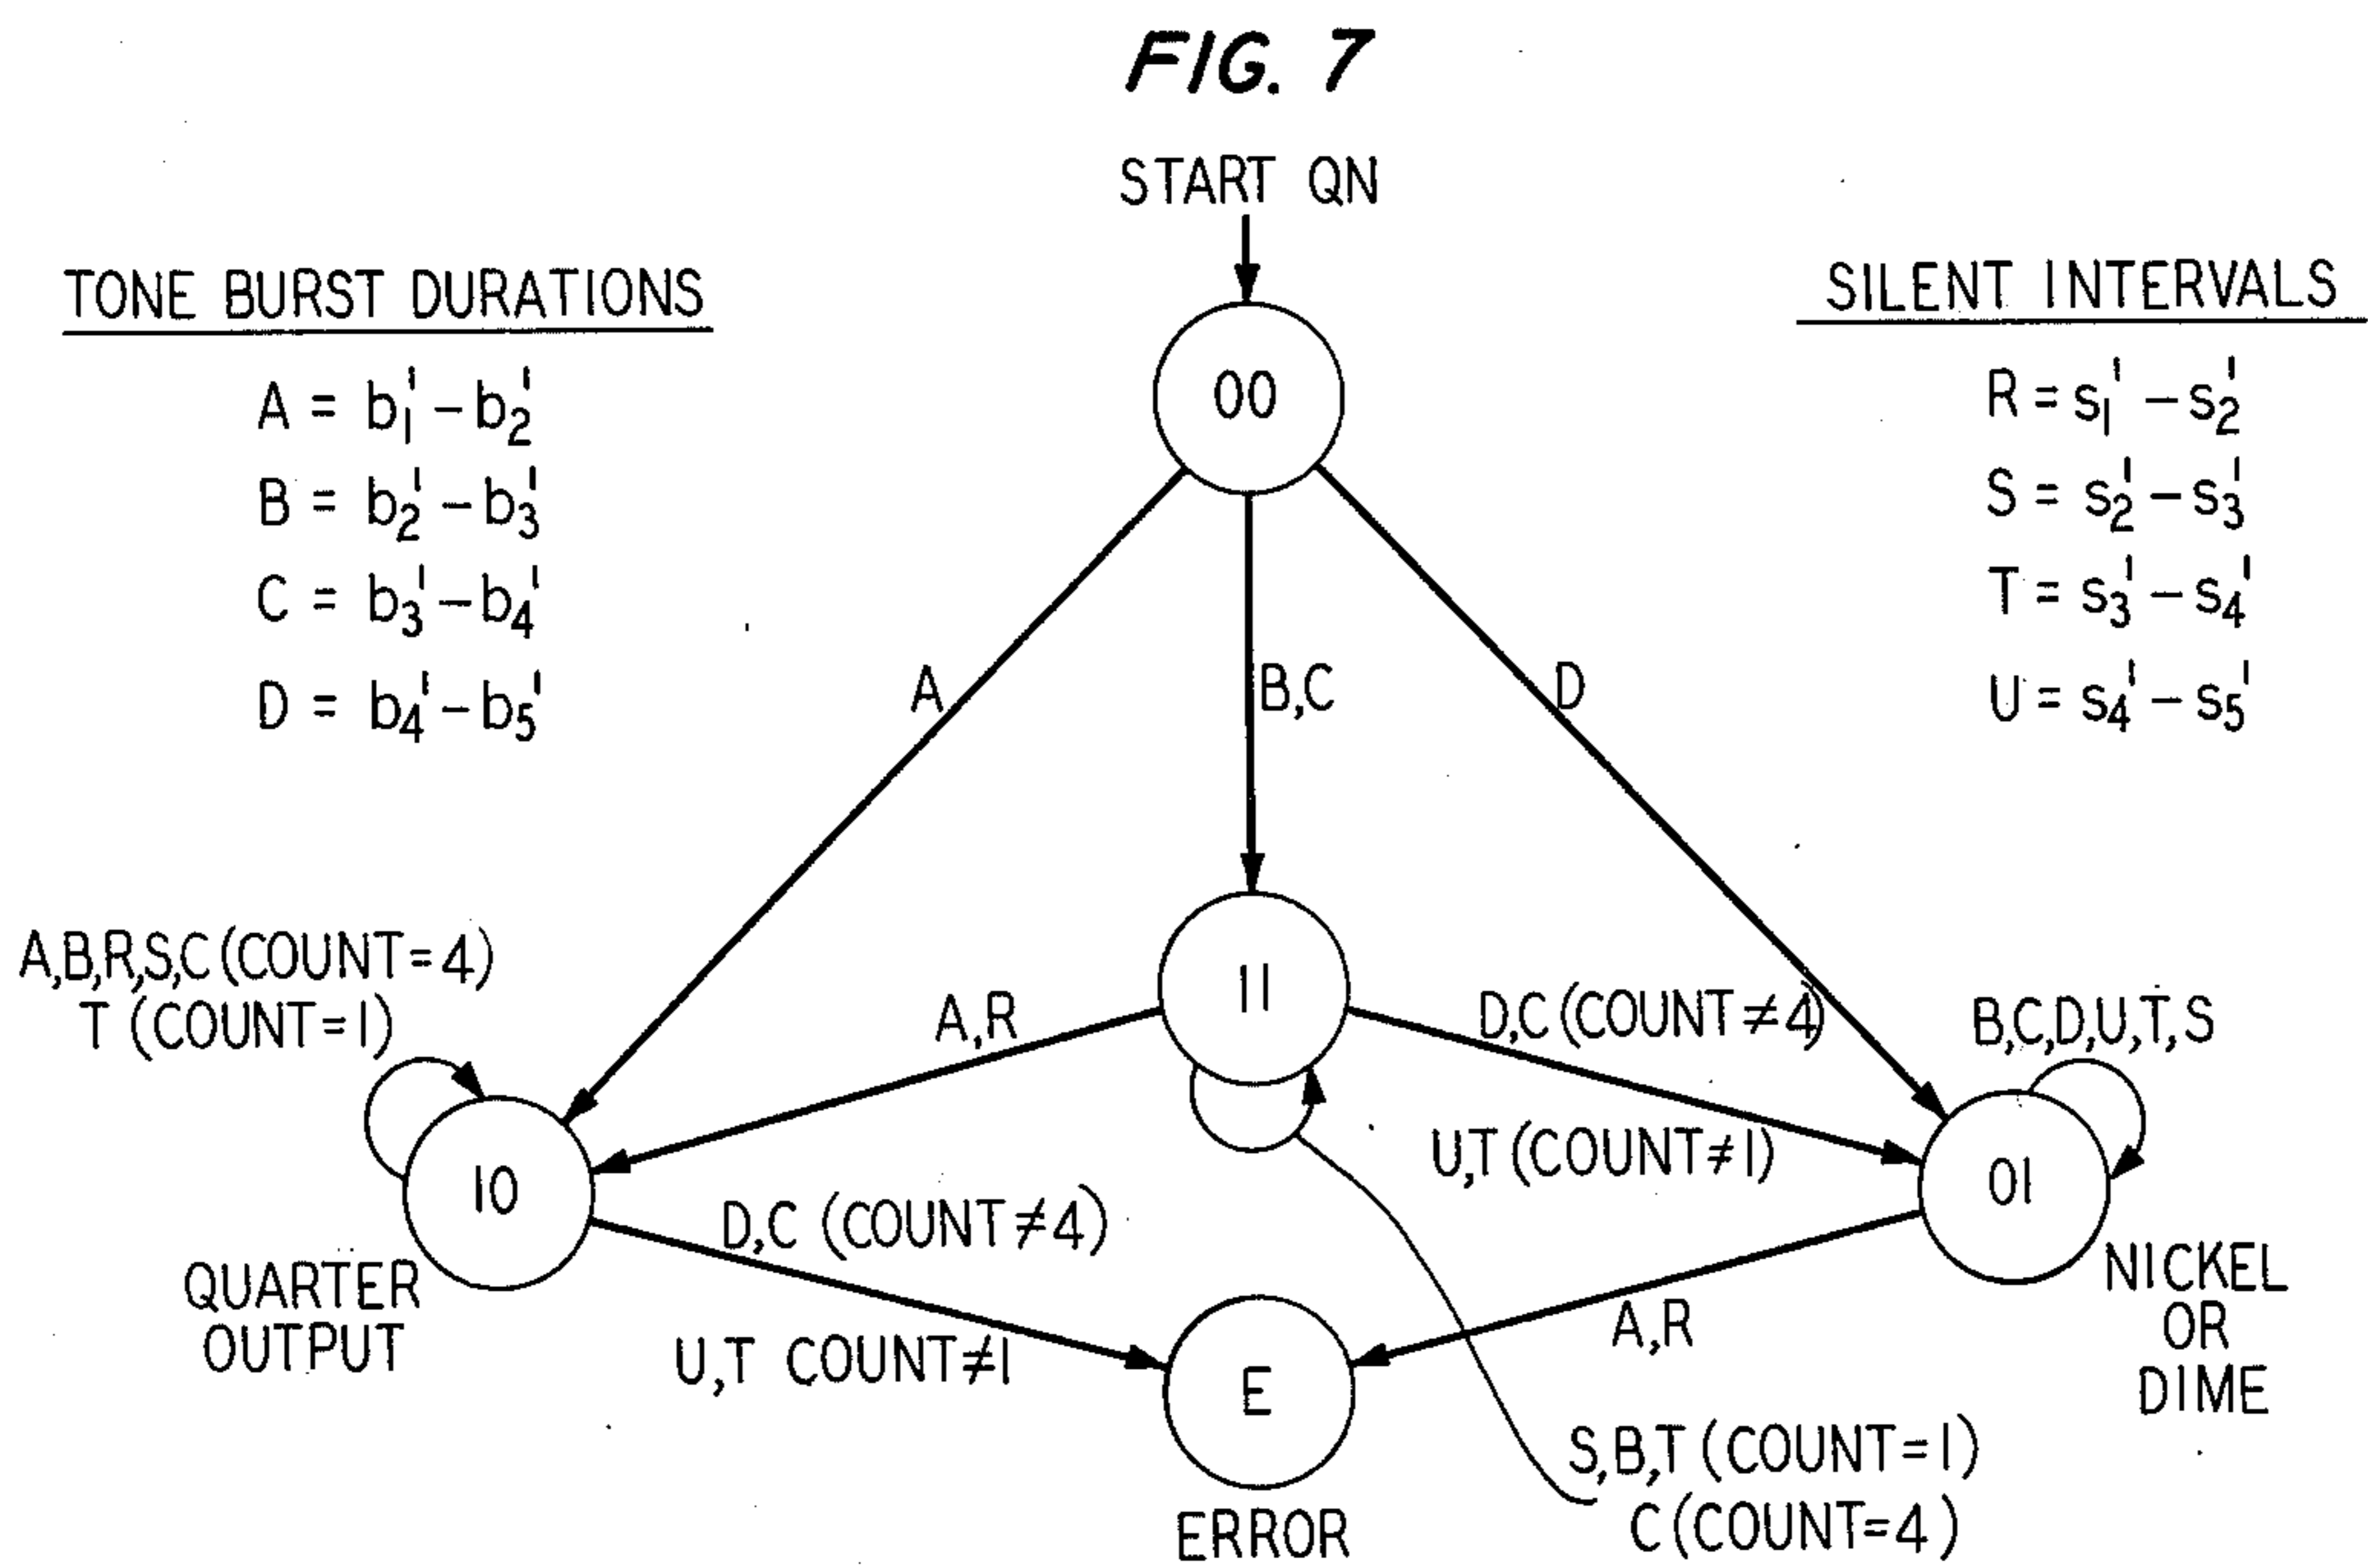 FIG. 7
START QN
TONE BURST DURATIONS
A = b₁' – b₂'
B = b₂' – b₃'
C = b₃' – b₄'
D = b₄' – b₅'
SILENT INTERVALS
R = s₁' – s₂'
S = s₂' – s₃'
T = s₃' – s₄'
U = s₄' – s₅'
00
A
B,C
D
A,B,R,S,C (COUNT=4)
T (COUNT=1)
11
A,R
D,C (COUNT≠4)
U,T (COUNT≠1)
B,C,D,U,T,S
10
QUARTER
OUTPUT
01
NICKEL
OR
DIME
D,C (COUNT≠4)
U,T COUNT≠1
A,R
E
ERROR
S,B,T (COUNT=1)
C (COUNT=4)